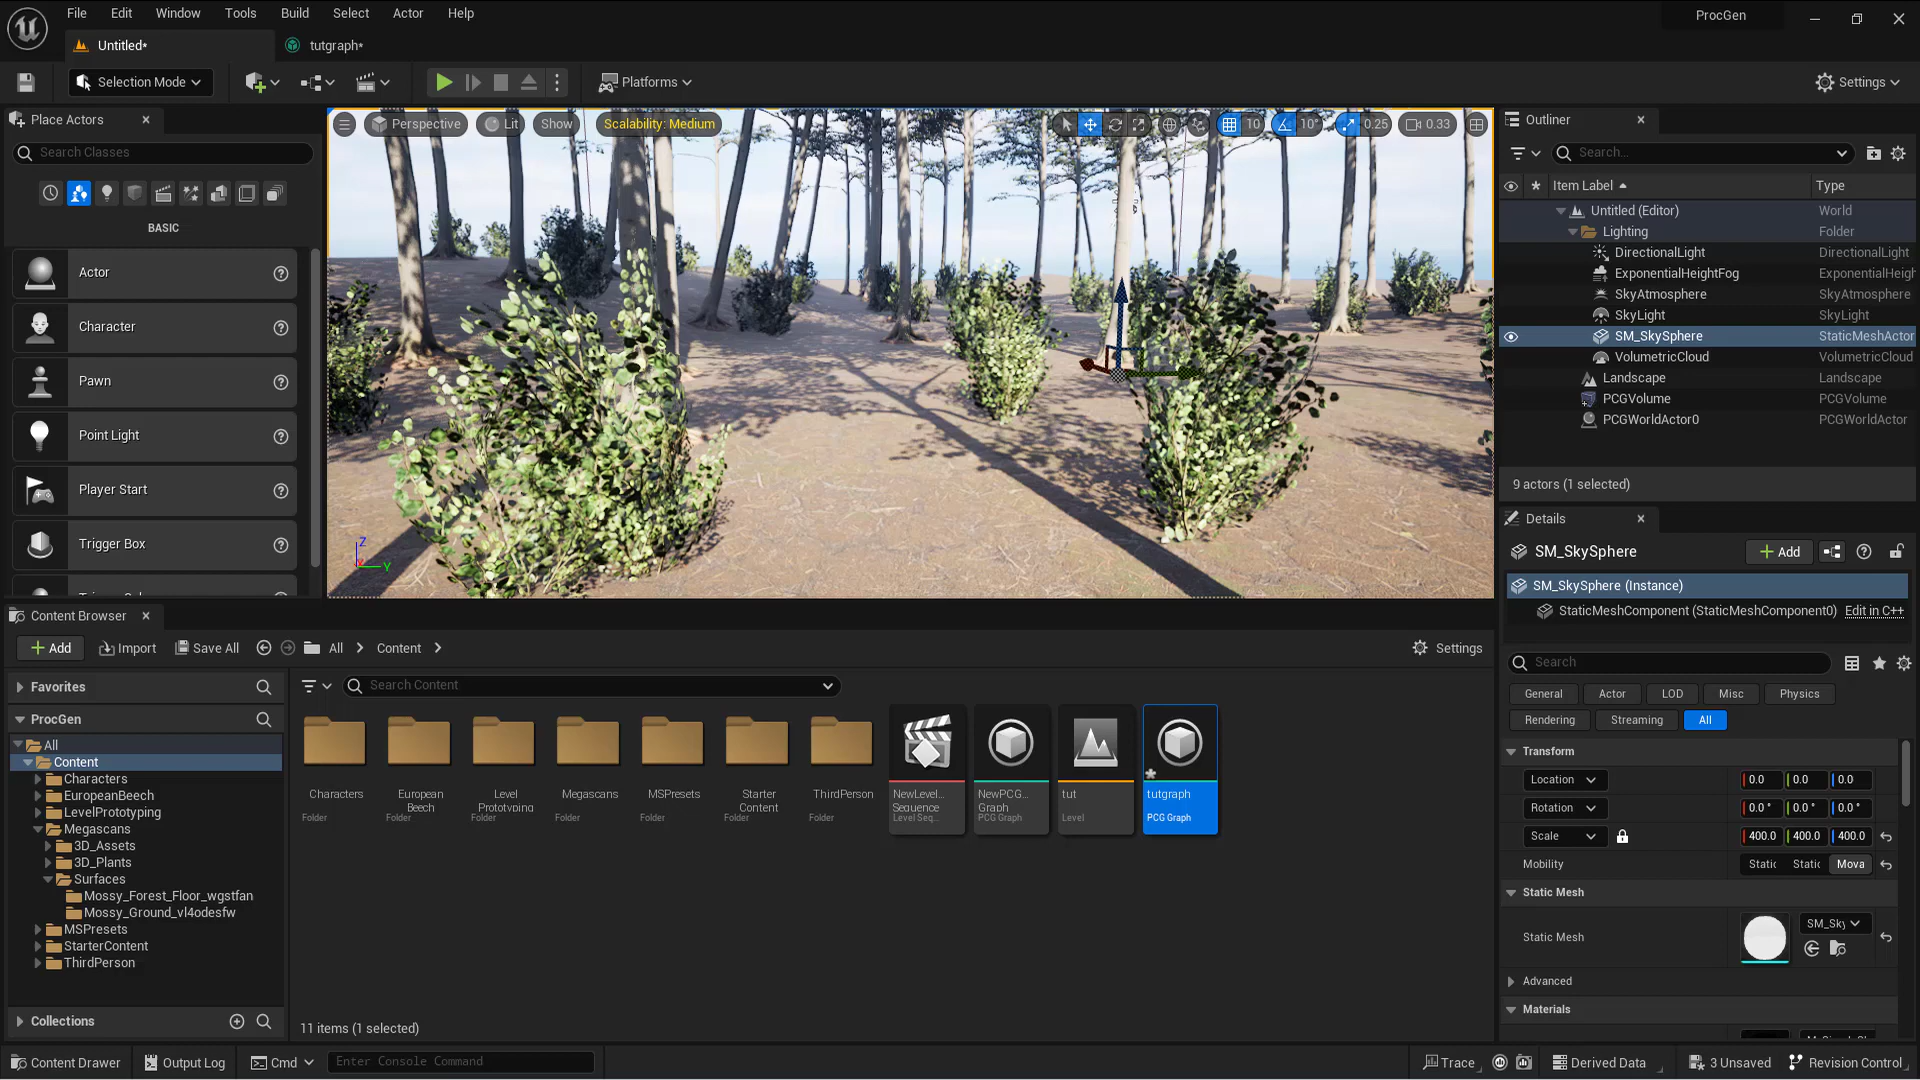 File Edit Window Tools Build Select Actor Help
ProcGen
Untitled*
tutgraph*
Selection Mode
Platforms
Settings
Place Actors
Search Classes
BASIC
Actor
Character
Pawn
Point Light
Player Start
Trigger Box
Perspective
Lit
Show
Scalability: Medium
10
10°
0.25
0.33
Z
Y
Outliner
Search...
Item Label
Type
Untitled (Editor) World
Lighting Folder
DirectionalLight DirectionalLight
ExponentialHeightFog ExponentialHeigh
SkyAtmosphere SkyAtmosphere
SkyLight SkyLight
SM_SkySphere StaticMeshActor
VolumetricCloud VolumetricCloud
Landscape Landscape
PCGVolume PCGVolume
PCGWorldActor0 PCGWorldActor
9 actors (1 selected)
Details
SM_SkySphere
Add
SM_SkySphere (Instance)
StaticMeshComponent (StaticMeshComponent0) Edit in C++
Search
General Actor LOD Misc Physics
Rendering Streaming All
Transform
Location 0.0 0.0 0.0
Rotation 0.0 ° 0.0 ° 0.0 °
Scale 400.0 400.0 400.0
Mobility Static Static Mova
Static Mesh
Static Mesh SM_Sky
Advanced
Materials
Content Browser
Add Import Save All All Content
Settings
Favorites
ProcGen
All
Content
Characters
EuropeanBeech
LevelPrototyping
Megascans
3D_Assets
3D_Plants
Surfaces
Mossy_Forest_Floor_wgstfan
Mossy_Ground_vl4odesfw
MSPresets
StarterContent
ThirdPerson
Collections
Search Content
Characters
Folder
European
Beech
Folder
Level
Prototyping
Folder
Megascans
Folder
MSPresets
Folder
Starter
Content
Folder
ThirdPerson
Folder
NewLevel...
Sequence
Level Seq...
NewPCG...
Graph
PCG Graph
tut
Level
tutgraph
PCG Graph
11 items (1 selected)
Content Drawer
Output Log
Cmd
Enter Console Command
Trace
Derived Data
3 Unsaved
Revision Control